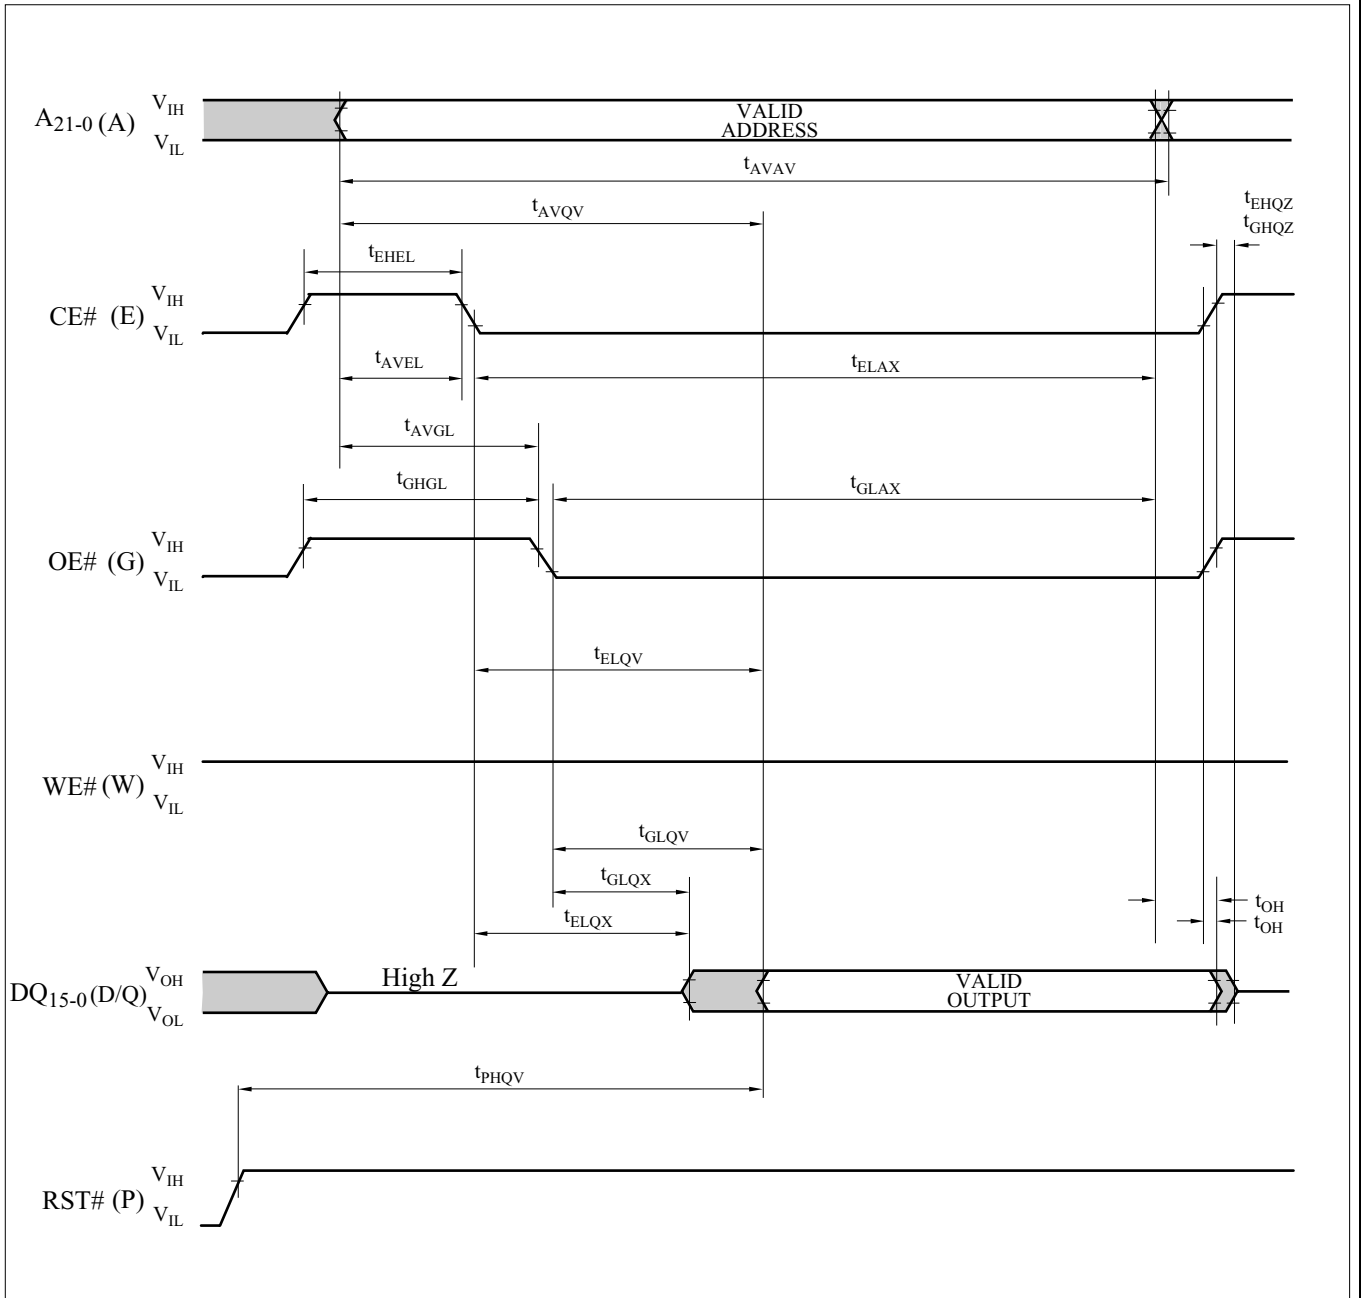 A21-0 (A)
VIH
VIL
VALID
ADDRESS
tAVAV
tAVQV
tEHQZ
tGHQZ
tEHEL
CE# (E)
VIH
VIL
tAVEL
tELAX
tAVGL
tGHGL
tGLAX
OE# (G)
VIH
VIL
tELQV
WE# (W)
VIH
VIL
tGLQV
tGLQX
tELQX
tOH
tOH
DQ15-0 (D/Q)
VOH
VOL
High Z
VALID
OUTPUT
tPHQV
RST# (P)
VIH
VIL